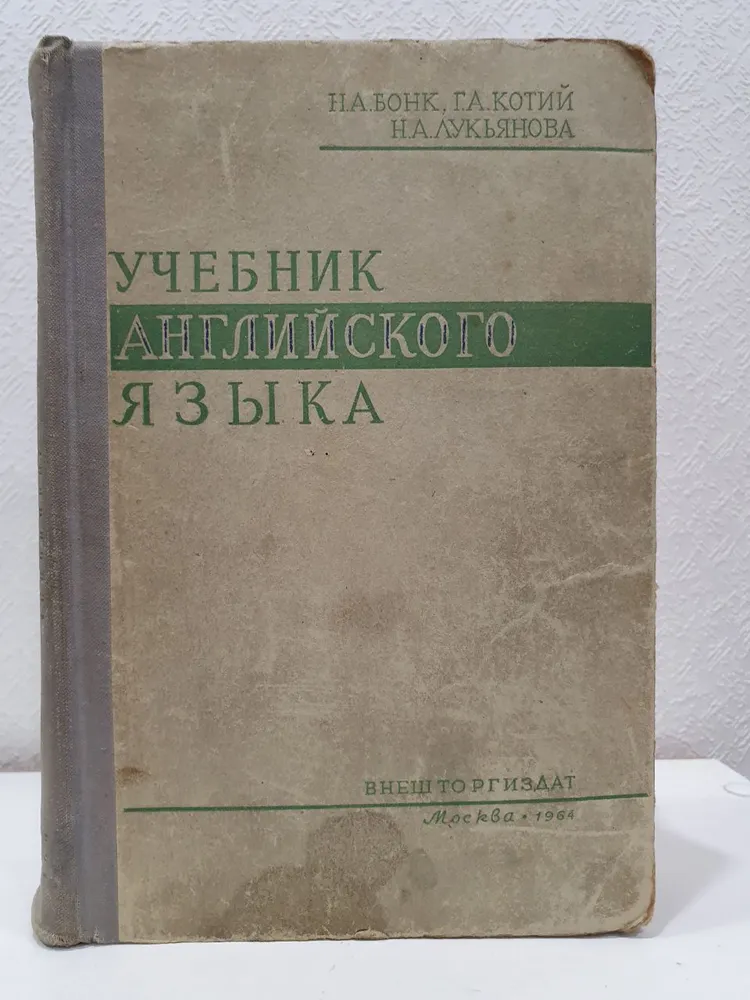 Н.А.БОНК, Г.А.КОТИЙ
Н.А.ЛУКЬЯНОВА
УЧЕБНИК
АНГЛИЙСКОГО
ЯЗЫКА
ВНЕШТОРГИЗДАТ
Москва • 1964